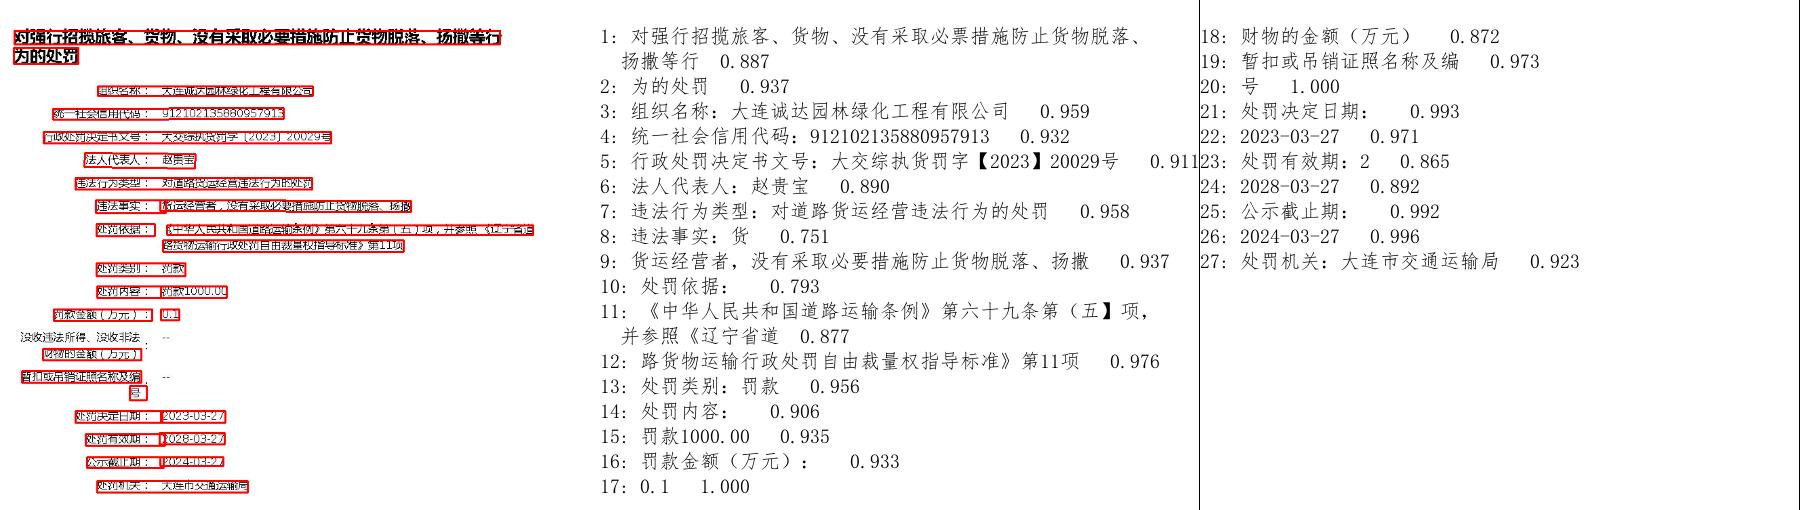 对强行招揽旅客、货物、没有采取必要措施防止货物脱落、扬撒等行
为的处罚
组织名称： 大连诚达园林绿化工程有限公司
统一社会信用代码： 912102135880957913
行政处罚决定书文号： 大交综执货罚字〔2023〕20029号
法人代表人： 赵贵宝
违法行为类型： 对道路货运经营违法行为的处罚
违法事实： 货运经营者，没有采取必要措施防止货物脱落、扬撒
处罚依据： 《中华人民共和国道路运输条例》第六十九条第（五）项，并参照《辽宁省道
路货物运输行政处罚自由裁量权指导标准》第11项
处罚类别： 罚款
处罚内容： 罚款1000.00
罚款金额（万元）： 0.1
没收违法所得、没收非法
财物的金额（万元）： --
暂扣或吊销证照名称及编
号： --
处罚决定日期： 2023-03-27
处罚有效期： 2028-03-27
公示截止期： 2024-03-27
处罚机关： 大连市交通运输局
1: 对强行招揽旅客、货物、没有采取必票措施防止货物脱落、
扬撒等行 0.887
2: 为的处罚 0.937
3: 组织名称：大连诚达园林绿化工程有限公司 0.959
4: 统一社会信用代码：912102135880957913 0.932
5: 行政处罚决定书文号：大交综执货罚字【2023】20029号 0.911
6: 法人代表人：赵贵宝 0.890
7: 违法行为类型：对道路货运经营违法行为的处罚 0.958
8: 违法事实：货 0.751
9: 货运经营者，没有采取必要措施防止货物脱落、扬撒 0.937
10: 处罚依据： 0.793
11: 《中华人民共和国道路运输条例》第六十九条第（五】项，
并参照《辽宁省道 0.877
12: 路货物运输行政处罚自由裁量权指导标准》第11项 0.976
13: 处罚类别：罚款 0.956
14: 处罚内容： 0.906
15: 罚款1000.00 0.935
16: 罚款金额（万元）： 0.933
17: 0.1 1.000
18: 财物的金额（万元） 0.872
19: 暂扣或吊销证照名称及编 0.973
20: 号 1.000
21: 处罚决定日期： 0.993
22: 2023-03-27 0.971
23: 处罚有效期：2 0.865
24: 2028-03-27 0.892
25: 公示截止期： 0.992
26: 2024-03-27 0.996
27: 处罚机关：大连市交通运输局 0.923